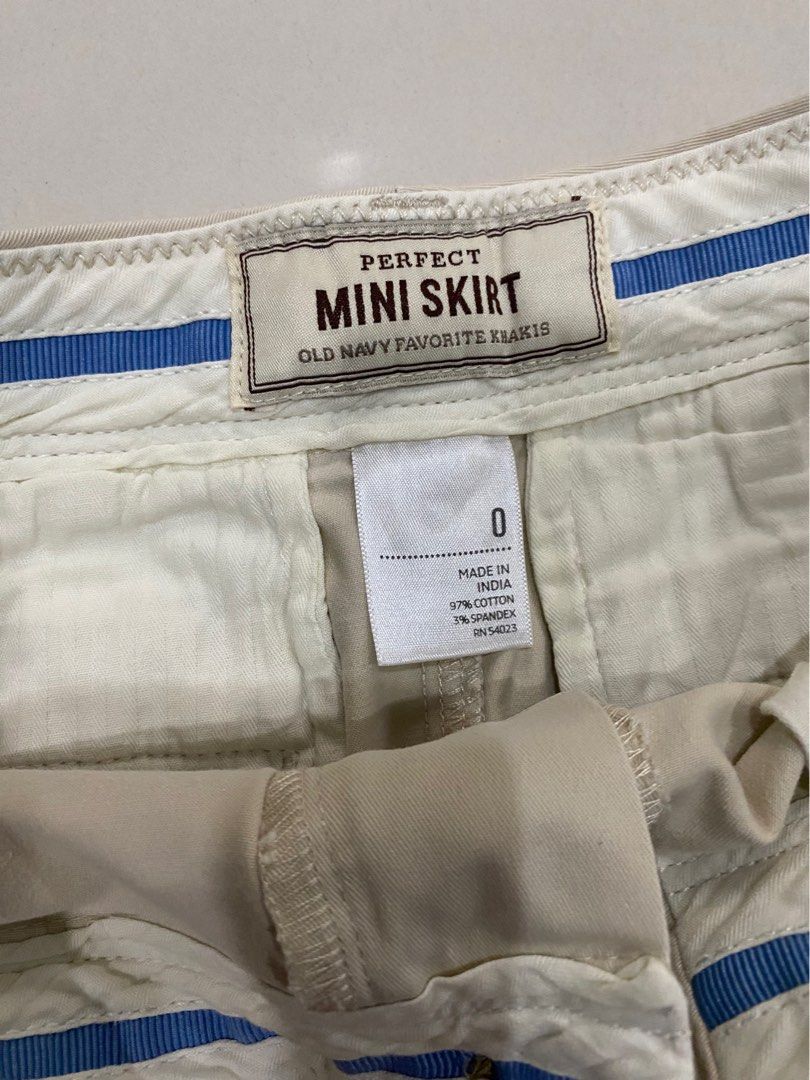 PERFECT
MINI SKIRT
OLD NAVY FAVORITE KHAKIS
0
MADE IN
INDIA
97% COTTON
3% SPANDEX
RN 54023